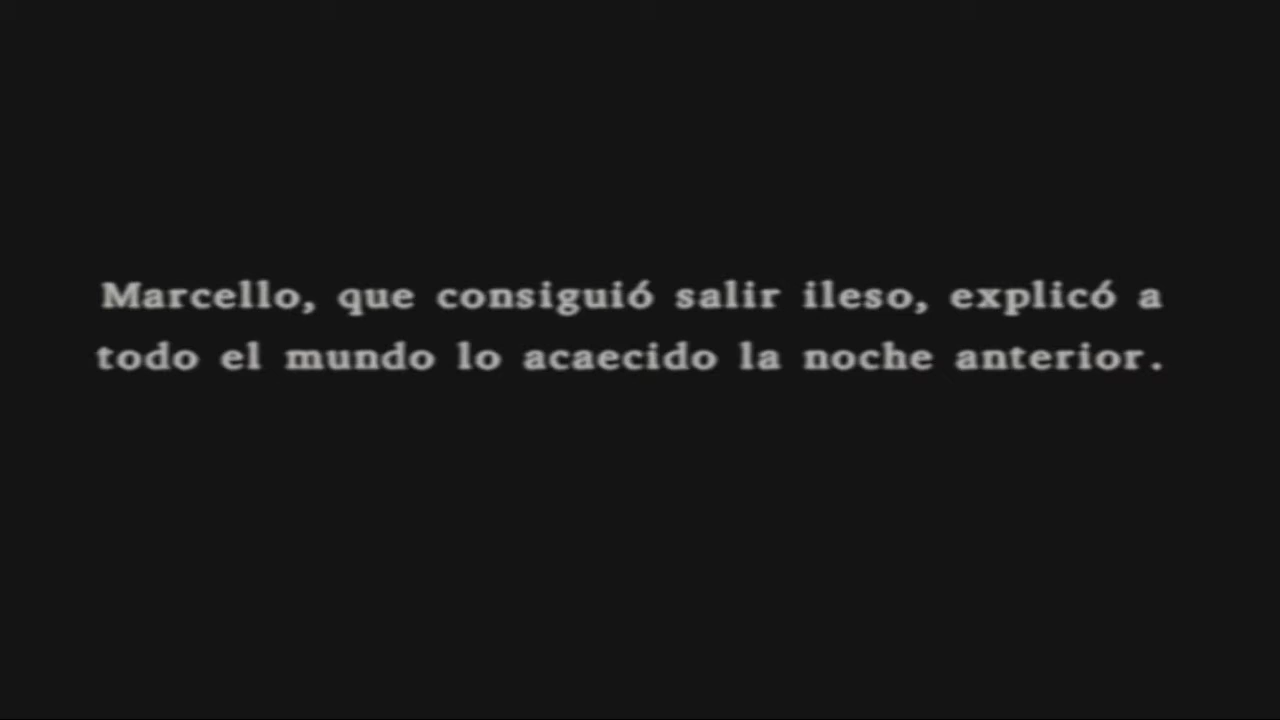 Marcello, que consiguió salir ileso, explicó a
todo el mundo lo acaecido la noche anterior.